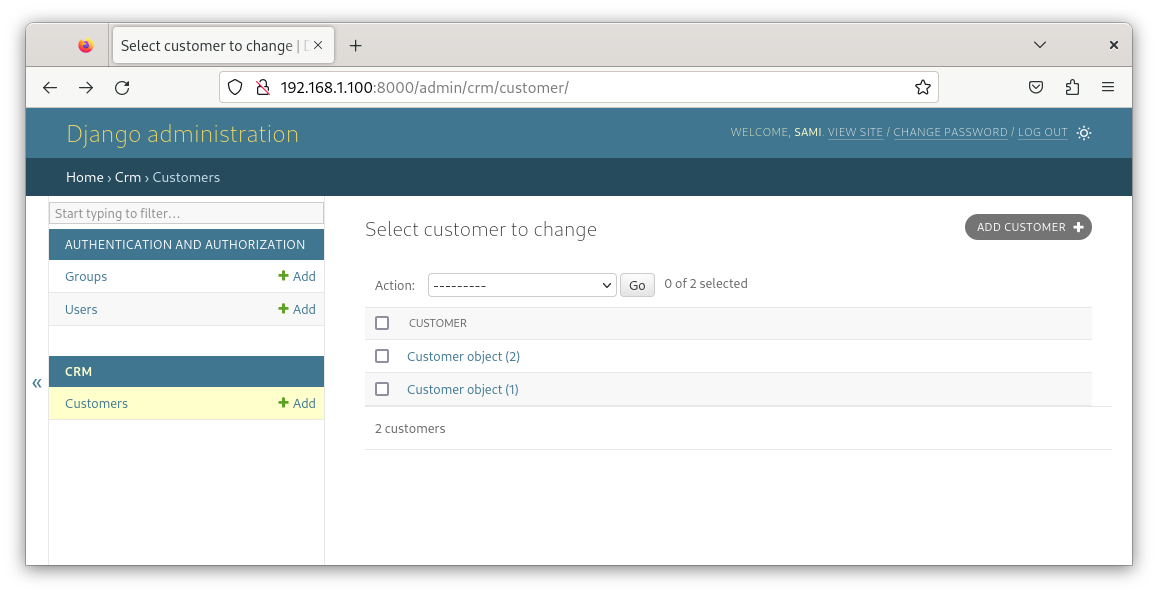 Select customer to change |
192.168.1.100:8000/admin/crm/customer/
Django administration
WELCOME, SAMI. VIEW SITE / CHANGE PASSWORD / LOG OUT
Home › Crm › Customers
Start typing to filter…
AUTHENTICATION AND AUTHORIZATION
Groups + Add
Users + Add
CRM
Customers + Add
«
Select customer to change
ADD CUSTOMER +
Action: --------- Go 0 of 2 selected
CUSTOMER
Customer object (2)
Customer object (1)
2 customers